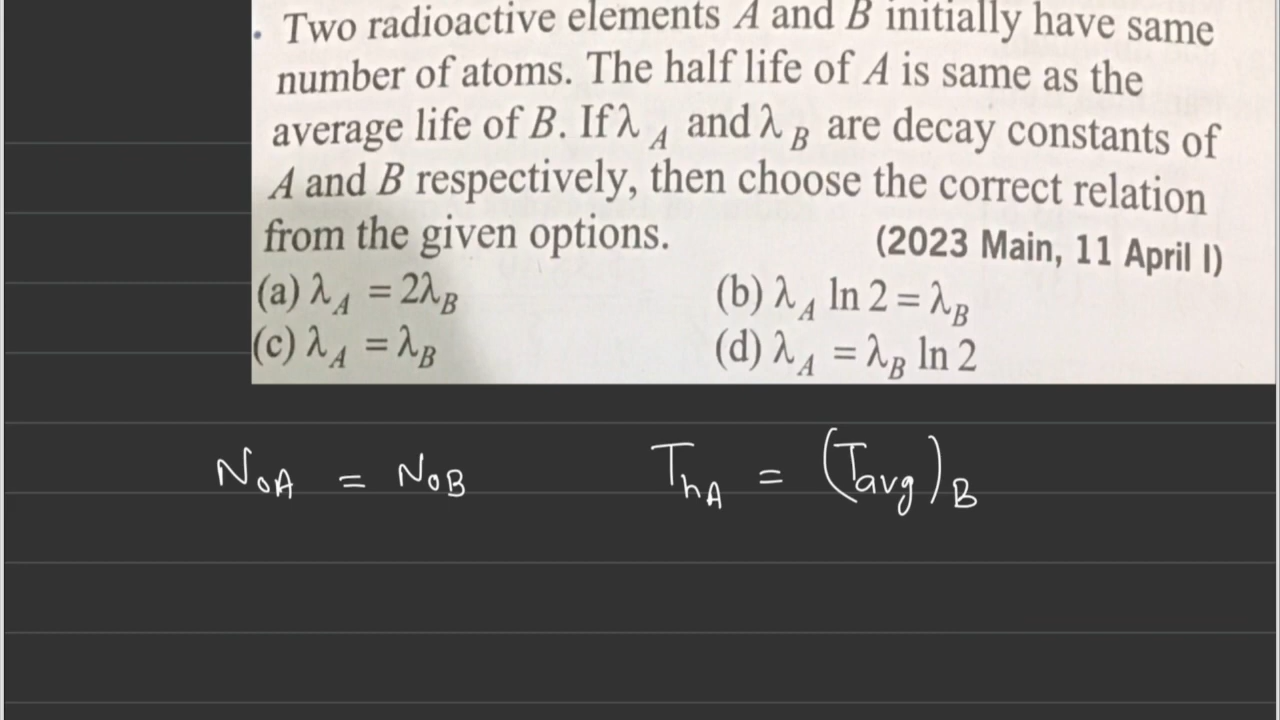 . Two radioactive elements A and B initially have same
number of atoms. The half life of A is same as the
average life of B. If λ_A and λ_B are decay constants of
A and B respectively, then choose the correct relation
from the given options. (2023 Main, 11 April I)
(a) λ_A = 2λ_B (b) λ_A ln 2 = λ_B
(c) λ_A = λ_B (d) λ_A = λ_B ln 2
N₀A = N₀B T_hA = (Tavg)_B